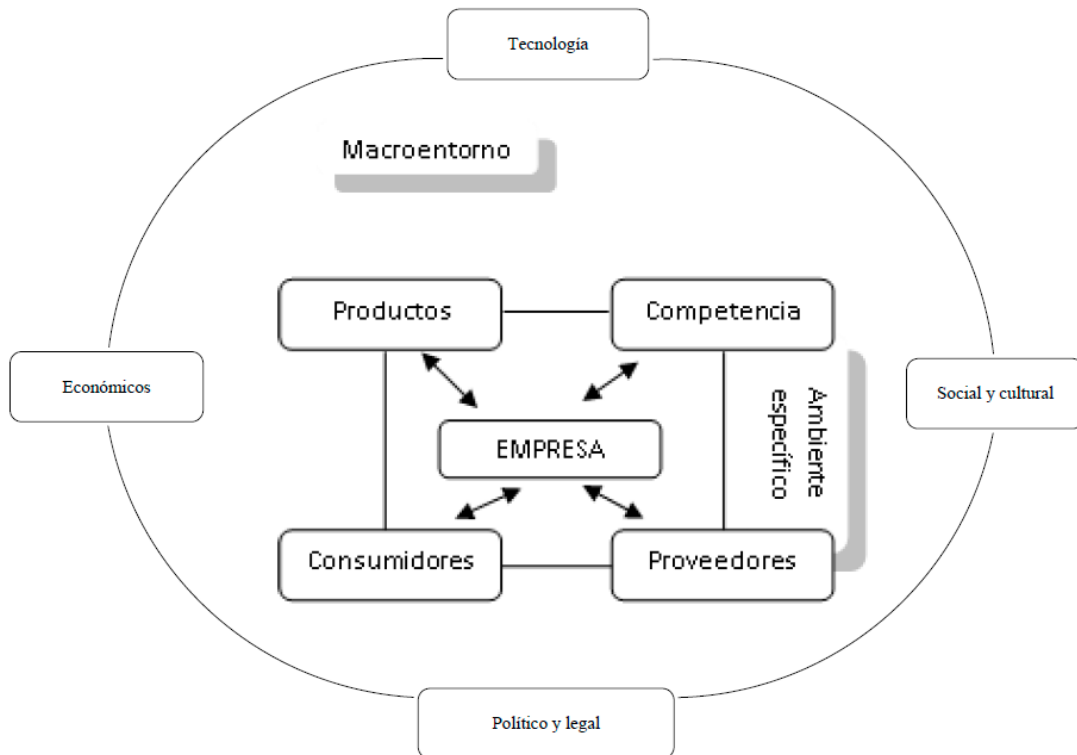 Tecnología
Macroentorno
Productos
Competencia
Económicos
Social y cultural
Ambiente
específico
EMPRESA
Consumidores
Proveedores
Político y legal